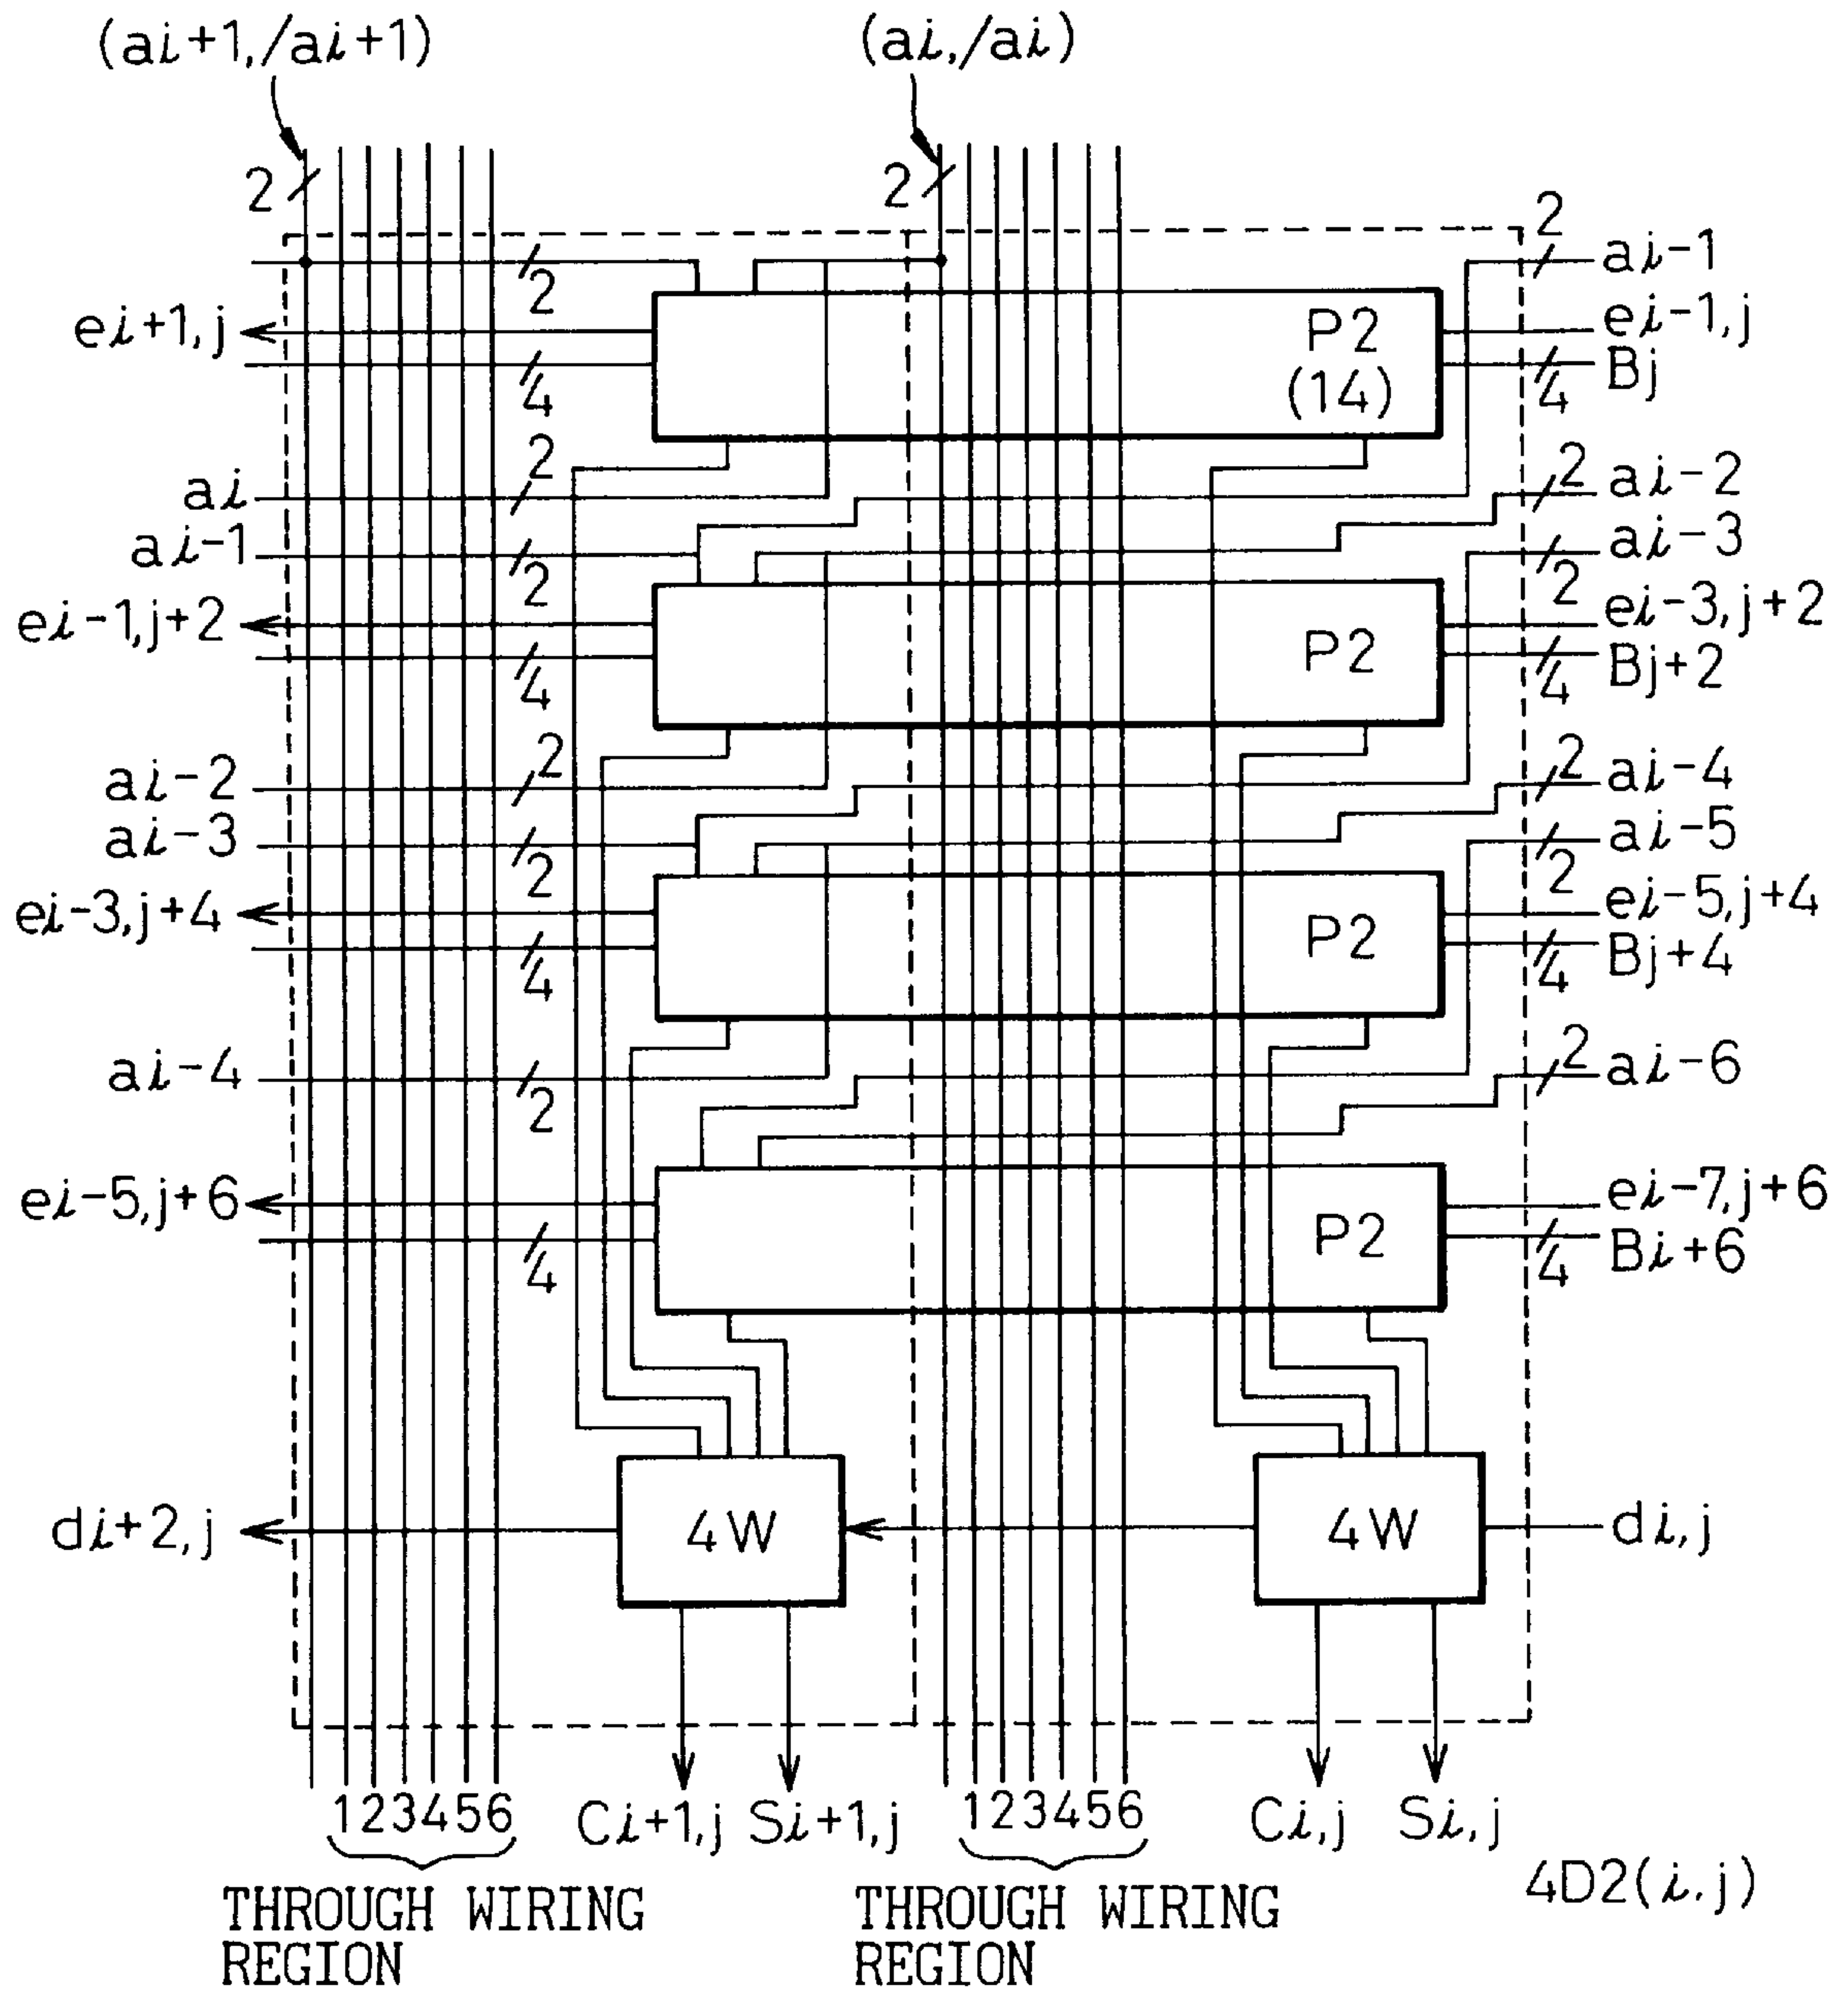 (ai+1,/ai+1)
(ai,/ai)
2
2
2
ai-1
2
ei+1,j
P2
(14)
ei-1,j
Bj
4
4
ai
2
2
ai-2
ai-1
2
ai-3
2
ei-1,j+2
P2
ei-3,j+2
Bj+2
4
4
ai-2
2
2
ai-4
ai-3
2
ai-5
2
ei-3,j+4
P2
ei-5,j+4
Bj+4
4
4
ai-4
2
2
ai-6
ei-5,j+6
P2
ei-7,j+6
Bi+6
4
4
di+2,j
4W
4W
di,j
123456
Ci+1,j
Si+1,j
123456
Ci,j
Si,j
THROUGH WIRING
REGION
THROUGH WIRING
REGION
4D2(i,j)